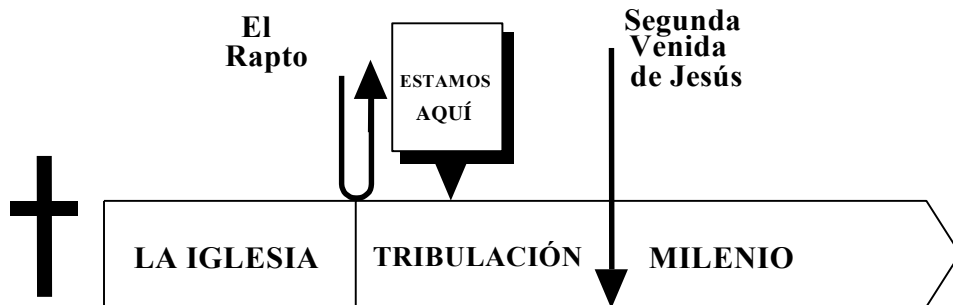 El
Rapto
ESTAMOS
AQUÍ
Segunda
Venida
de Jesús
LA IGLESIA
TRIBULACIÓN
MILENIO